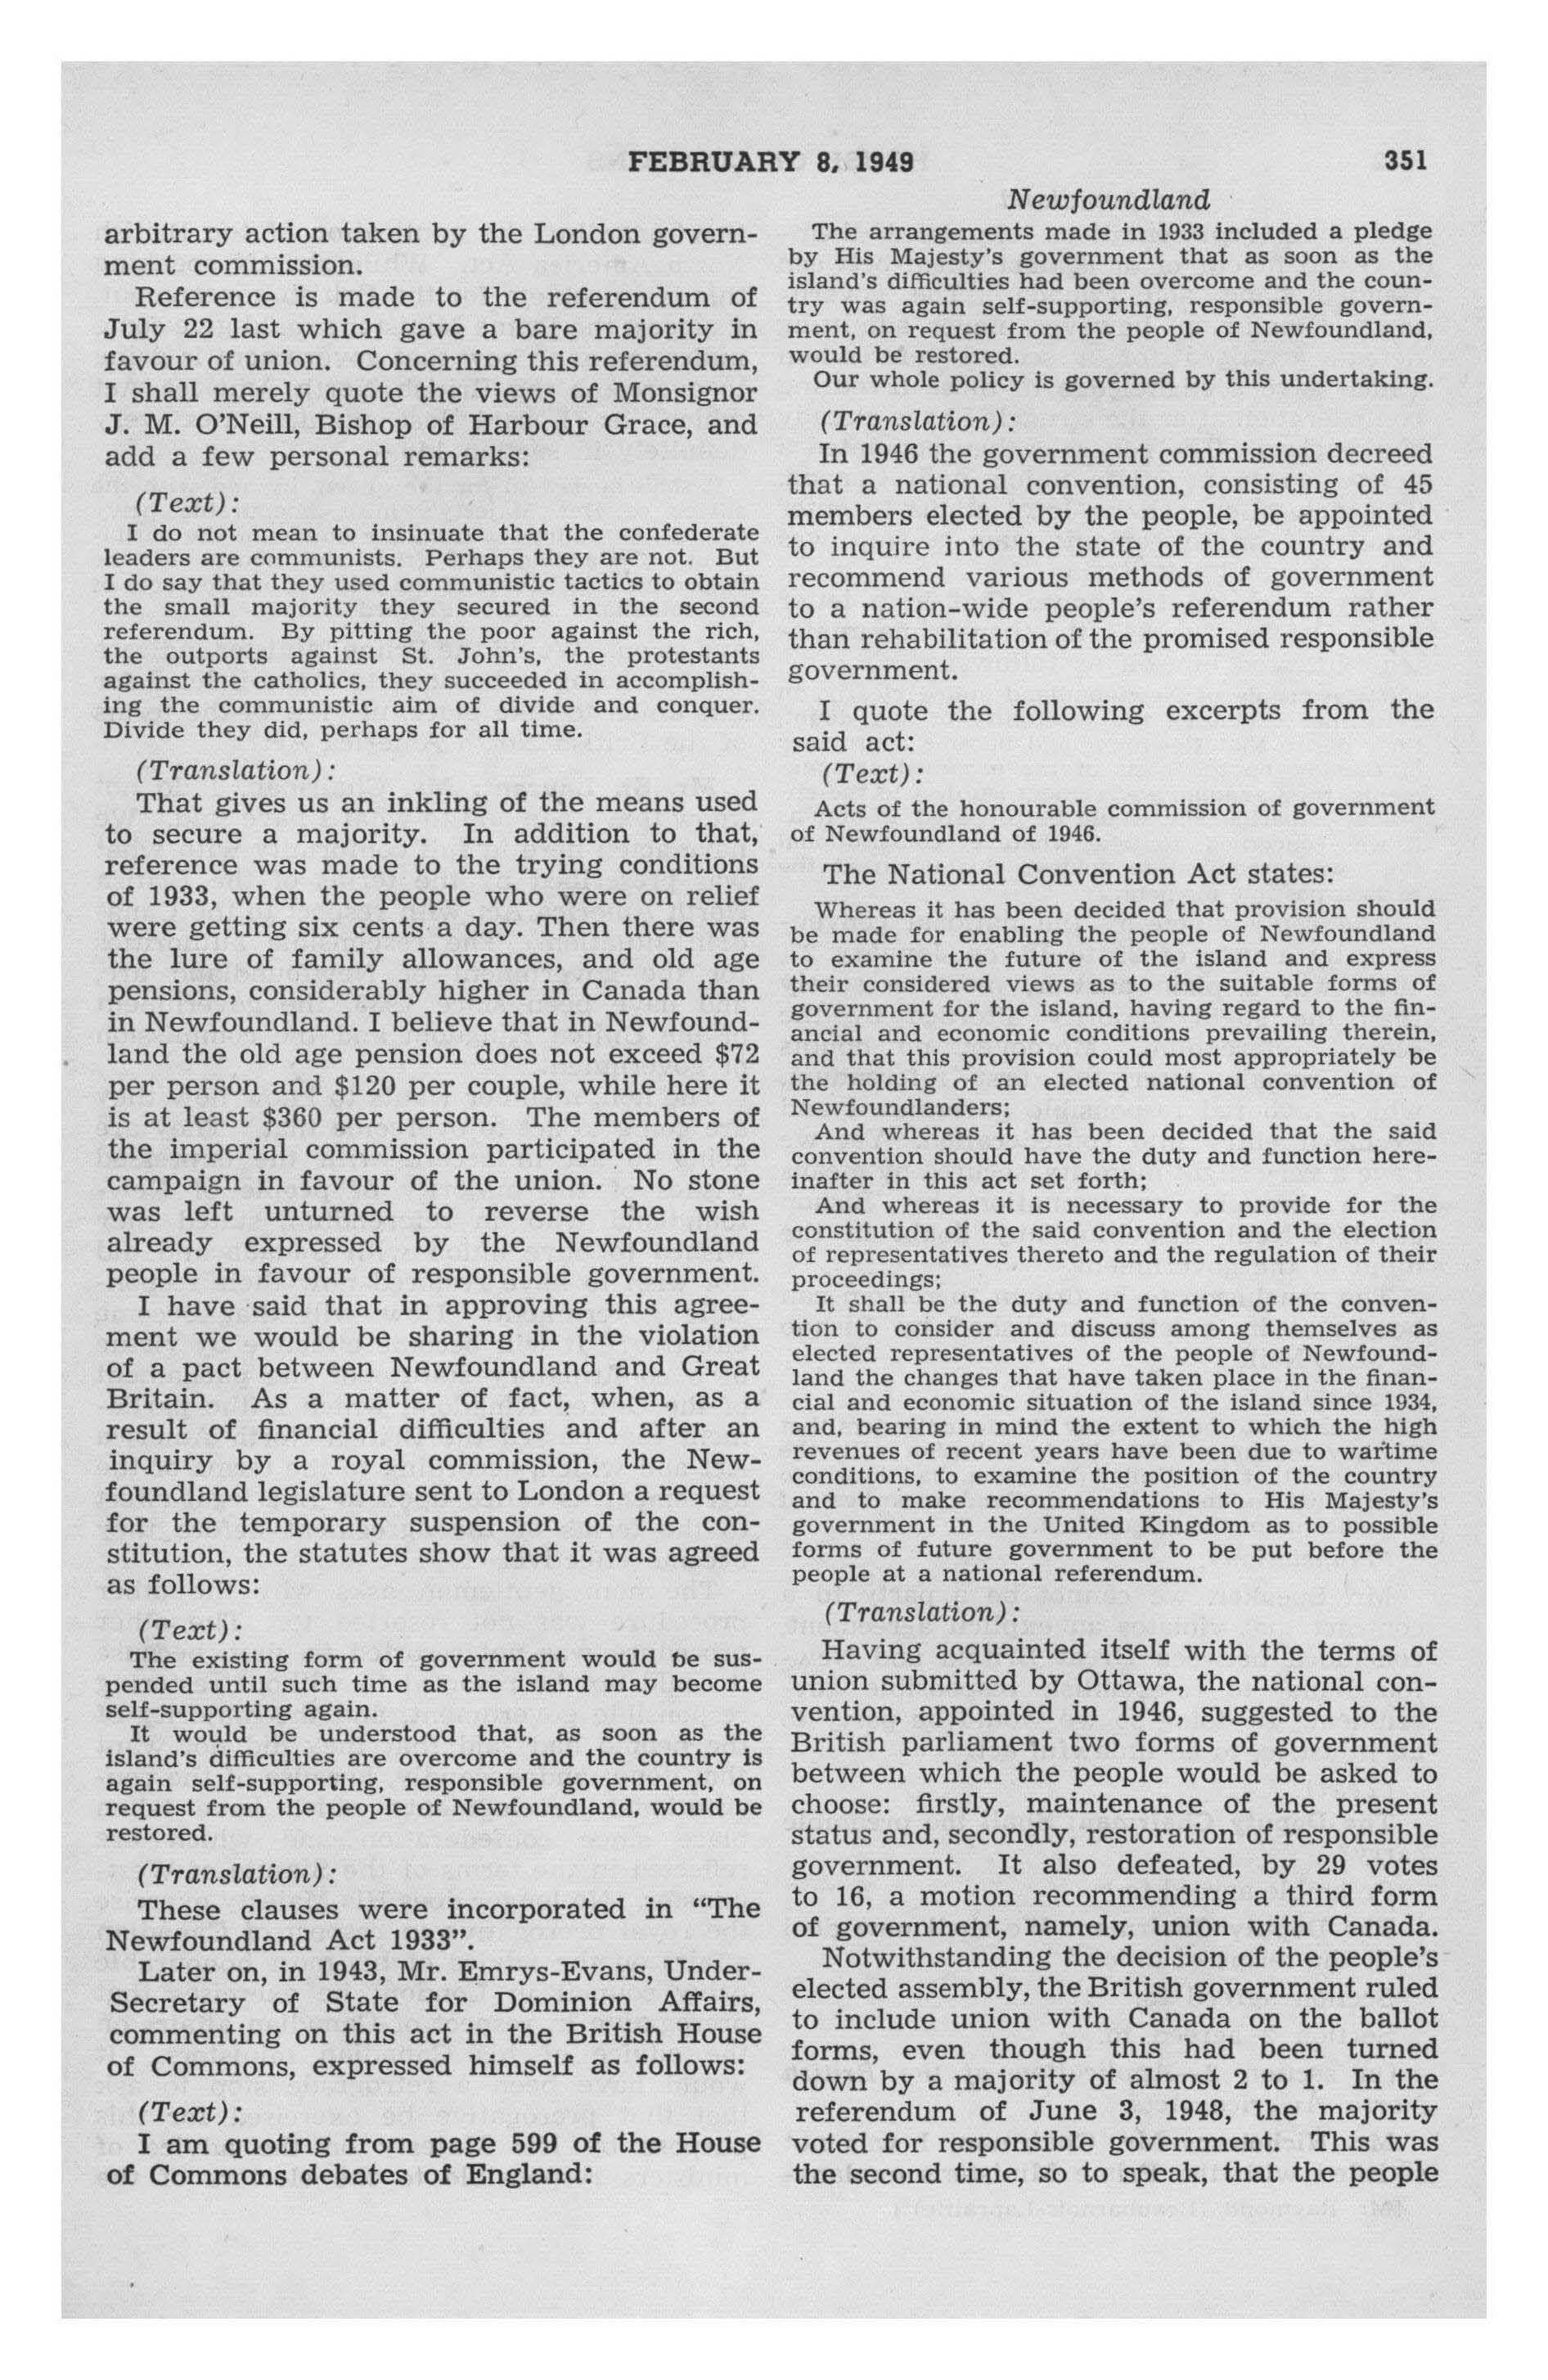 FEBRUARY 8, 1949
351
Newfoundland
arbitrary action taken by the London govern-
ment commission.
Reference is made to the referendum of
July 22 last which gave a bare majority in
favour of union. Concerning this referendum,
I shall merely quote the views of Monsignor
J. M. O'Neill, Bishop of Harbour Grace, and
add a few personal remarks:
(Text):
I do not mean to insinuate that the confederate
leaders are communists. Perhaps they are not. But
I do say that they used communistic tactics to obtain
the small majority they secured in the second
referendum. By pitting the poor against the rich,
the outports against St. John's, the protestants
against the catholics, they succeeded in accomplish-
ing the communistic aim of divide and conquer.
Divide they did, perhaps for all time.
(Translation):
That gives us an inkling of the means used
to secure a majority. In addition to that,
reference was made to the trying conditions
of 1933, when the people who were on relief
were getting six cents a day. Then there was
the lure of family allowances, and old age
pensions, considerably higher in Canada than
in Newfoundland. I believe that in Newfound-
land the old age pension does not exceed $72
per person and $120 per couple, while here it
is at least $360 per person. The members of
the imperial commission participated in the
campaign in favour of the union. No stone
was left unturned to reverse the wish
already expressed by the Newfoundland
people in favour of responsible government.
I have said that in approving this agree-
ment we would be sharing in the violation
of a pact between Newfoundland and Great
Britain. As a matter of fact, when, as a
result of financial difficulties and after an
inquiry by a royal commission, the New-
foundland legislature sent to London a request
for the temporary suspension of the con-
stitution, the statutes show that it was agreed
as follows:
(Text):
The existing form of government would be sus-
pended until such time as the island may become
self-supporting again.
It would be understood that, as soon as the
island's difficulties are overcome and the country is
again self-supporting, responsible government, on
request from the people of Newfoundland, would be
restored.
(Translation):
These clauses were incorporated in “The
Newfoundland Act 1933”.
Later on, in 1943, Mr. Emrys-Evans, Under-
Secretary of State for Dominion Affairs,
commenting on this act in the British House
of Commons, expressed himself as follows:
(Text):
I am quoting from page 599 of the House
of Commons debates of England:
The arrangements made in 1933 included a pledge
by His Majesty's government that as soon as the
island's difficulties had been overcome and the coun-
try was again self-supporting, responsible govern-
ment, on request from the people of Newfoundland,
would be restored.
Our whole policy is governed by this undertaking.
(Translation):
In 1946 the government commission decreed
that a national convention, consisting of 45
members elected by the people, be appointed
to inquire into the state of the country and
recommend various methods of government
to a nation-wide people's referendum rather
than rehabilitation of the promised responsible
government.
I quote the following excerpts from the
said act:
(Text):
Acts of the honourable commission of government
of Newfoundland of 1946.
The National Convention Act states:
Whereas it has been decided that provision should
be made for enabling the people of Newfoundland
to examine the future of the island and express
their considered views as to the suitable forms of
government for the island, having regard to the fin-
ancial and economic conditions prevailing therein,
and that this provision could most appropriately be
the holding of an elected national convention of
Newfoundlanders;
And whereas it has been decided that the said
convention should have the duty and function here-
inafter in this act set forth;
And whereas it is necessary to provide for the
constitution of the said convention and the election
of representatives thereto and the regulation of their
proceedings;
It shall be the duty and function of the conven-
tion to consider and discuss among themselves as
elected representatives of the people of Newfound-
land the changes that have taken place in the finan-
cial and economic situation of the island since 1934,
and, bearing in mind the extent to which the high
revenues of recent years have been due to wartime
conditions, to examine the position of the country
and to make recommendations to His Majesty's
government in the United Kingdom as to possible
forms of future government to be put before the
people at a national referendum.
(Translation):
Having acquainted itself with the terms of
union submitted by Ottawa, the national con-
vention, appointed in 1946, suggested to the
British parliament two forms of government
between which the people would be asked to
choose: firstly, maintenance of the present
status and, secondly, restoration of responsible
government. It also defeated, by 29 votes
to 16, a motion recommending a third form
of government, namely, union with Canada.
Notwithstanding the decision of the people's
elected assembly, the British government ruled
to include union with Canada on the ballot
forms, even though this had been turned
down by a majority of almost 2 to 1. In the
referendum of June 3, 1948, the majority
voted for responsible government. This was
the second time, so to speak, that the people